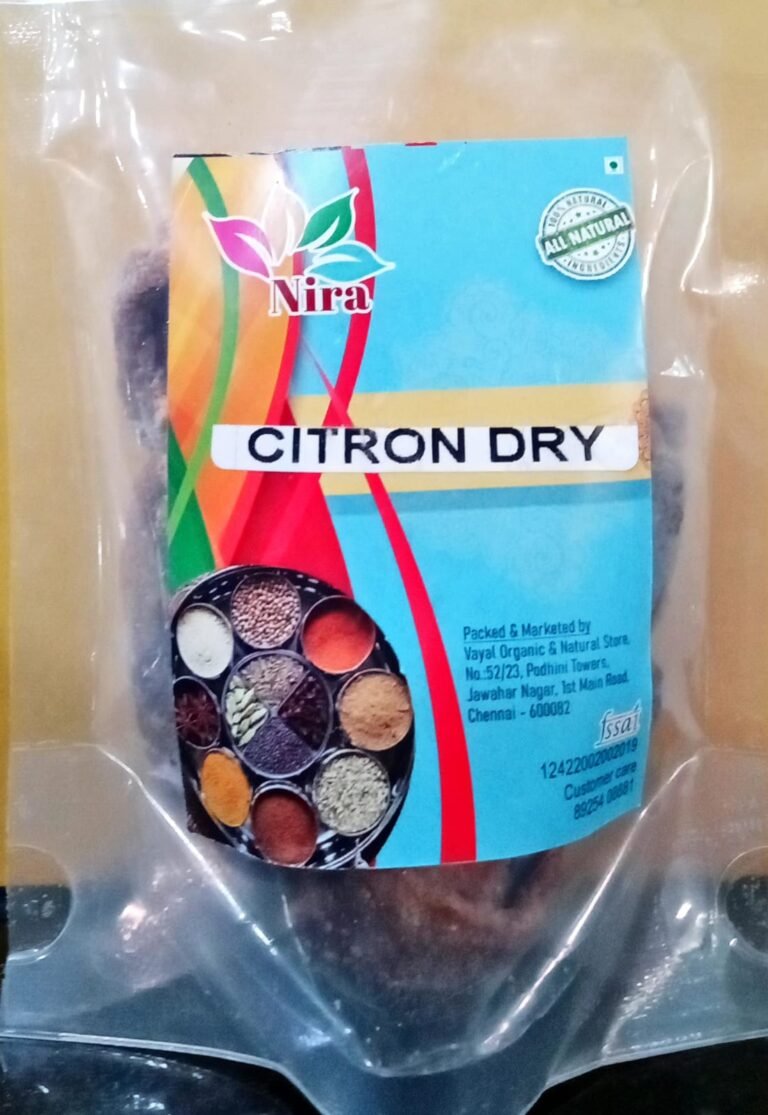 100% NATURAL
ALL NATURAL
INGREDIENTS
Nira
CITRON DRY
Packed & Marketed by
Vayal Organic & Natural Store,
No.:52/23, Podhini Towers,
Jawahar Nagar, 1st Main Road,
Chennai - 600082
fssai
12422002002019
Customer care
89254 08881